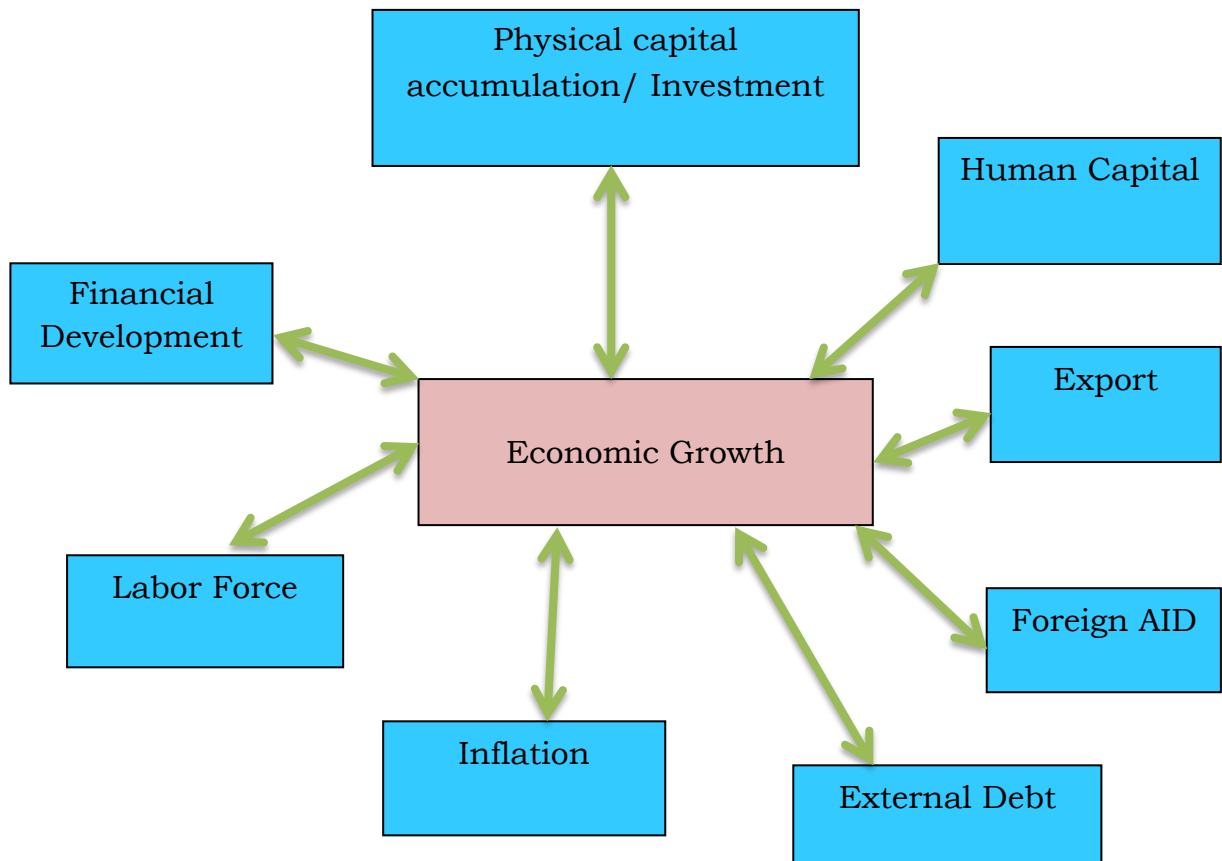 Physical capital
accumulation/ Investment
Human Capital
Financial
Development
Export
Economic Growth
Labor Force
Foreign AID
Inflation
External Debt